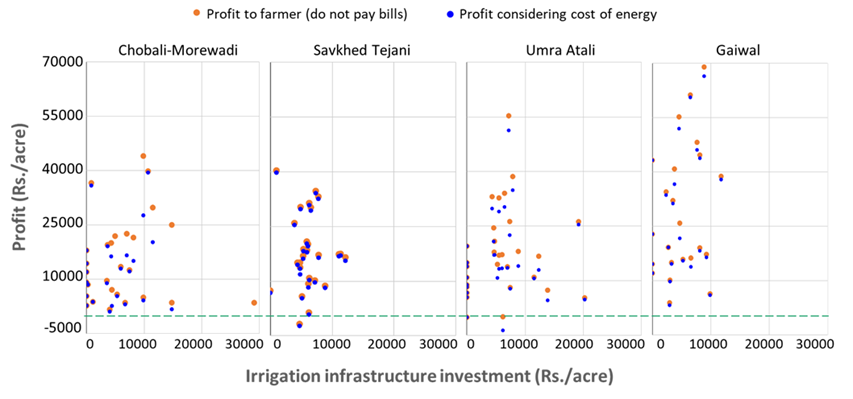 Profit to farmer (do not pay bills) Profit considering cost of energy
Chobali-Morewadi Savkhed Tejani Umra Atali Gaiwal
70000
55000
40000
25000
10000
-5000
Profit (Rs./acre)
0 10000 20000 30000 0 10000 20000 30000 0 10000 20000 30000 0 10000 20000 30000
Irrigation infrastructure investment (Rs./acre)